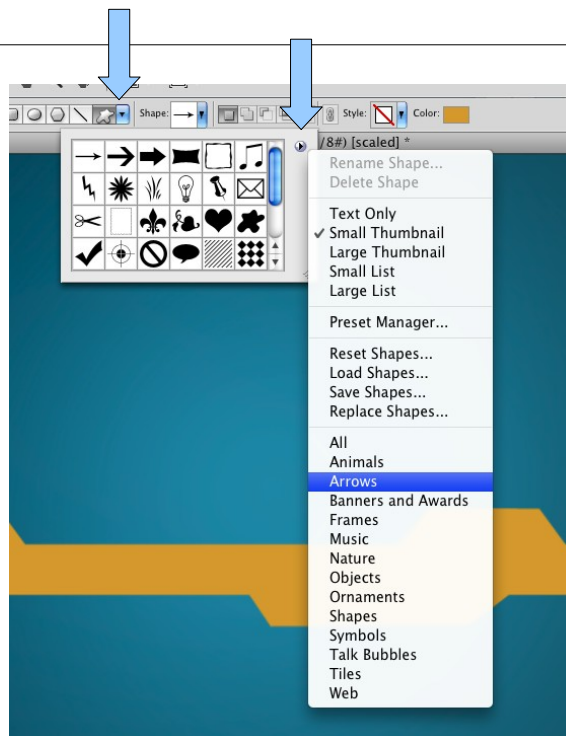 Shape:
Style:
Color:
/8#) [scaled] *
Rename Shape...
Delete Shape
Text Only
✓ Small Thumbnail
Large Thumbnail
Small List
Large List
Preset Manager...
Reset Shapes...
Load Shapes...
Save Shapes...
Replace Shapes...
All
Animals
Arrows
Banners and Awards
Frames
Music
Nature
Objects
Ornaments
Shapes
Symbols
Talk Bubbles
Tiles
Web